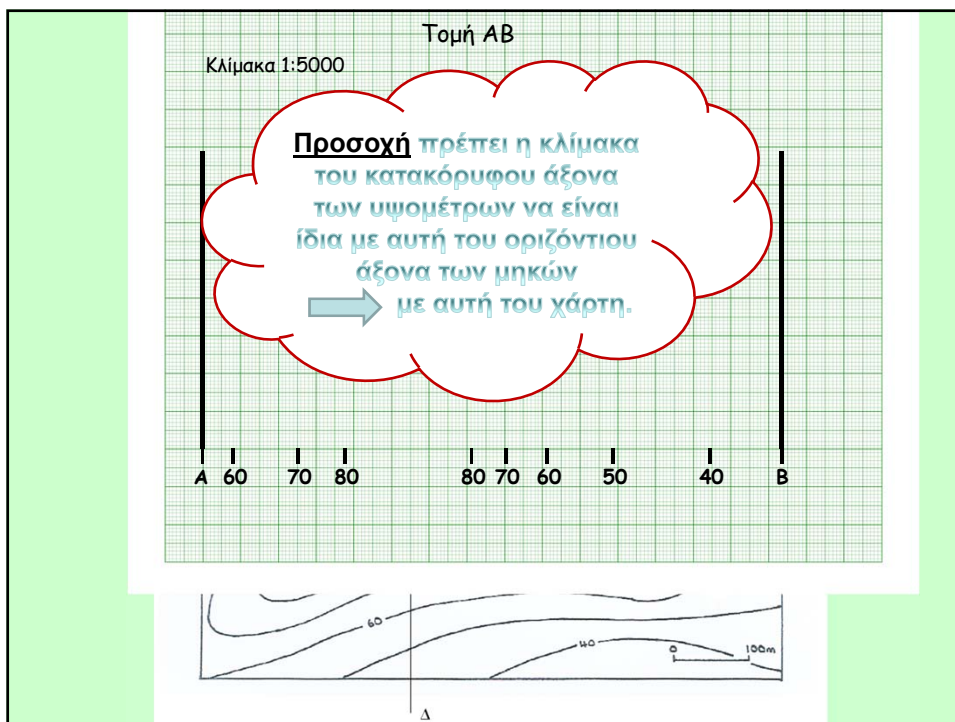 Τομή ΑΒ
Κλίμακα 1:5000
Προσοχή πρέπει η κλίμακα
του κατακόρυφου άξονα
των υψομέτρων να είναι
ίδια με αυτή του οριζόντιου
άξονα των μηκών
με αυτή του χάρτη.
Α 60 70 80 80 70 60 50 40 Β
60
40
0 100m
Δ